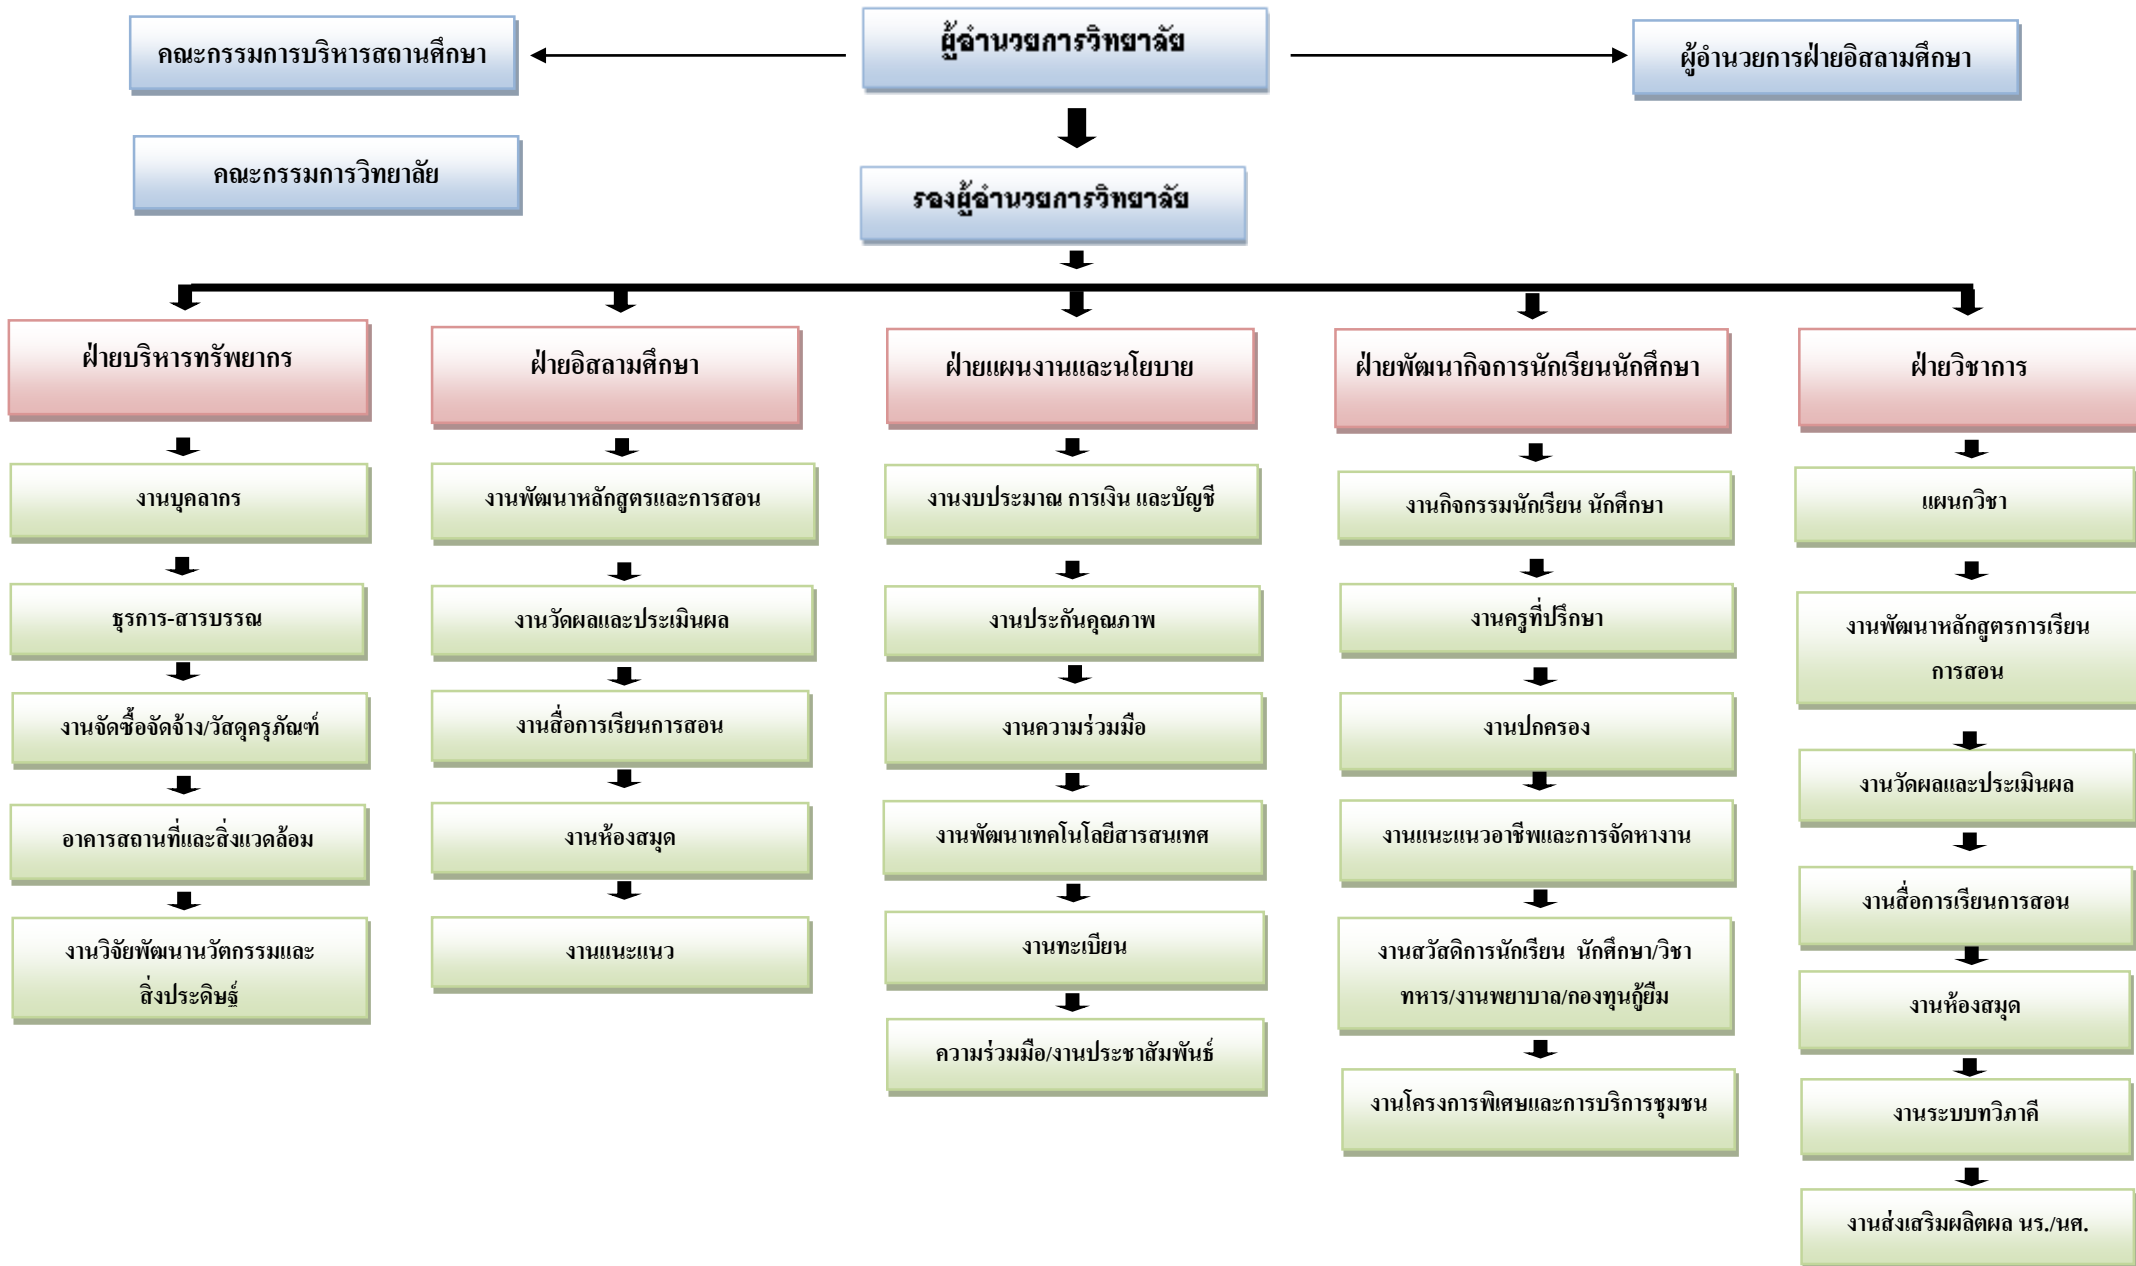 คณะกรรมการบริหารสถานศึกษา
ผู้อำนวยการวิทยาลัย
ผู้อำนวยการฝ่ายอิสลามศึกษา
คณะกรรมการวิทยาลัย
รองผู้อำนวยการวิทยาลัย
ฝ่ายบริหารทรัพยากร
งานบุคลากร
ธุรการ-สารบรรณ
งานจัดซื้อจัดจ้าง/วัสดุครุภัณฑ์
อาคารสถานที่และสิ่งแวดล้อม
งานวิจัยพัฒนานวัตกรรมและ
สิ่งประดิษฐ์
ฝ่ายอิสลามศึกษา
งานพัฒนาหลักสูตรและการสอน
งานวัดผลและประเมินผล
งานสื่อการเรียนการสอน
งานห้องสมุด
งานแนะแนว
ฝ่ายแผนงานและนโยบาย
งานงบประมาณ การเงิน และบัญชี
งานประกันคุณภาพ
งานความร่วมมือ
งานพัฒนาเทคโนโลยีสารสนเทศ
งานทะเบียน
ความร่วมมือ/งานประชาสัมพันธ์
ฝ่ายพัฒนากิจการนักเรียนนักศึกษา
งานกิจกรรมนักเรียน นักศึกษา
งานครูที่ปรึกษา
งานปกครอง
งานแนะแนวอาชีพและการจัดหางาน
งานสวัสดิการนักเรียน  นักศึกษา/วิชา
ทหาร/งานพยาบาล/กองทุนกู้ยืม
งานโครงการพิเศษและการบริการชุมชน
ฝ่ายวิชาการ
แผนกวิชา
งานพัฒนาหลักสูตรการเรียน
การสอน
งานวัดผลและประเมินผล
งานสื่อการเรียนการสอน
งานห้องสมุด
งานระบบทวิภาคี
งานส่งเสริมผลิตผล นร./นศ.